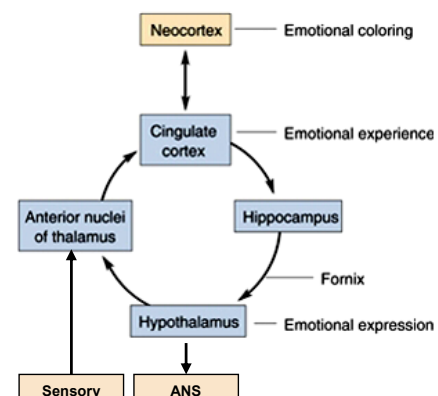 Neocortex
Emotional coloring
Cingulate
cortex
Emotional experience
Anterior nuclei
of thalamus
Hippocampus
Fornix
Hypothalamus
Emotional expression
Sensory
ANS